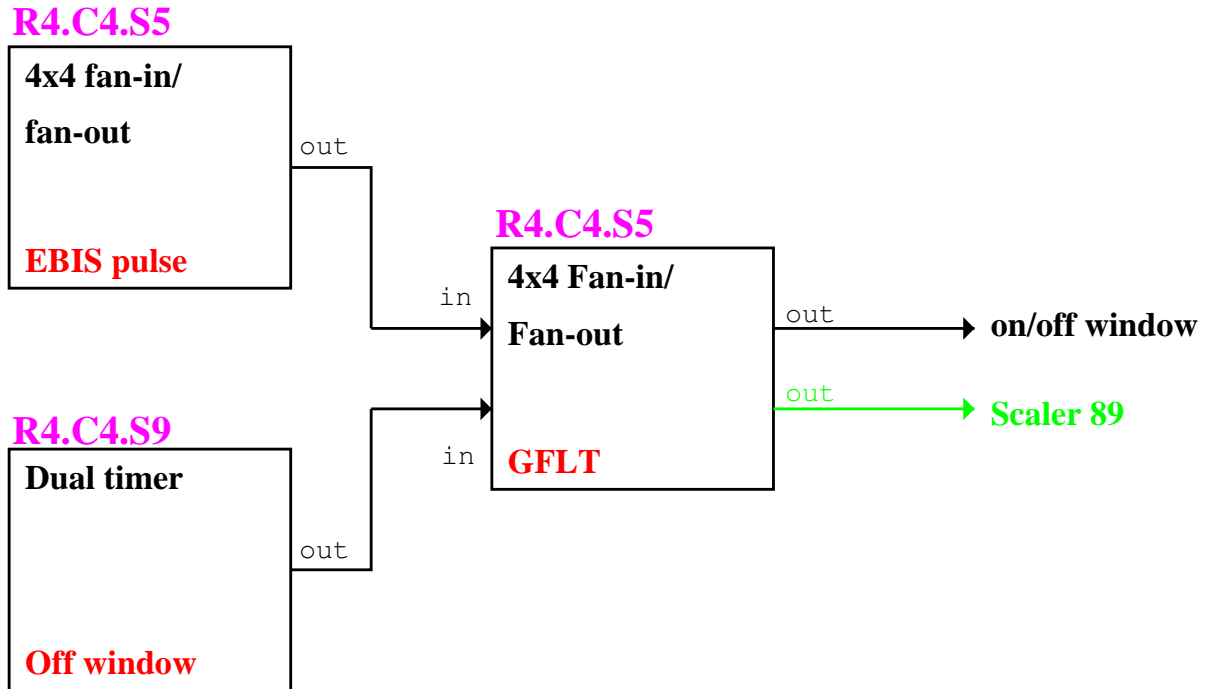 R4.C4.S5
4x4 fan-in/
fan-out
out
EBIS pulse
R4.C4.S5
4x4 Fan-in/
Fan-out
in
in
GFLT
out
on/off window
out
Scaler 89
R4.C4.S9
Dual timer
out
Off window